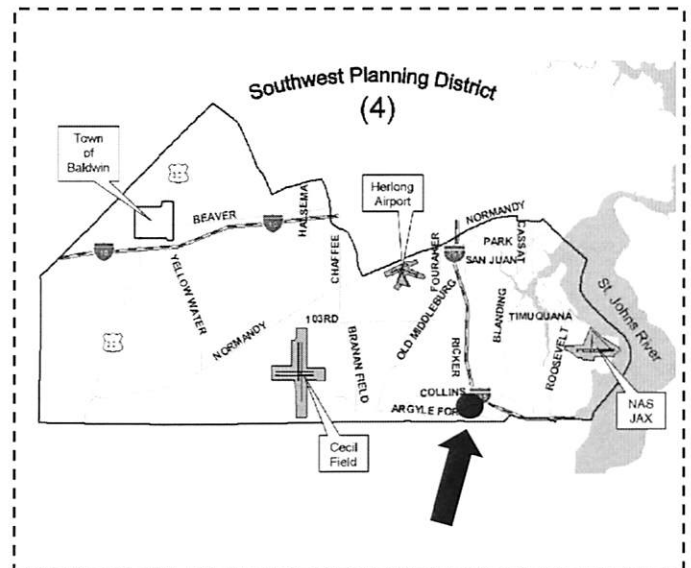 Southwest Planning District
(4)
Town
of
Baldwin
BEAVER
HALSEMA
Herlong
Airport
NORMANDY
CASSAT
PARK
SAN JUAN
FOURAKER
CHAFFEE
YELLOW WATER
NORMANDY
103RD
BRANAN FIELD
OLD MIDDLEBURG
RICKER
BLANDING
TIMUQUANA
ROOSEVELT
St. Johns River
COLLINS
ARGYLE FOR
NAS
JAX
Cecil
Field